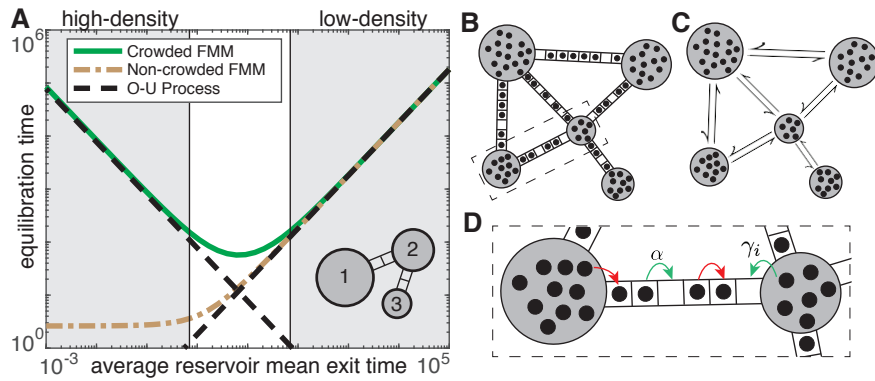 A
high-density
low-density
10^6
Crowded FMM
Non-crowded FMM
O-U Process
equilibration time
1
2
3
10^0
10^-3
average reservoir mean exit time
10^5
B
C
D
α
γ_i